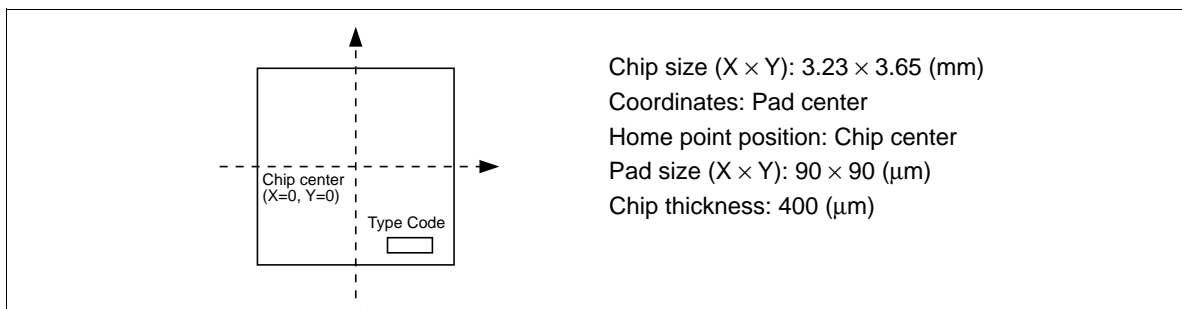 Chip center
(X=0, Y=0)
Type Code
Chip size (X × Y): 3.23 × 3.65 (mm)
Coordinates: Pad center
Home point position: Chip center
Pad size (X × Y): 90 × 90 (μm)
Chip thickness: 400 (μm)